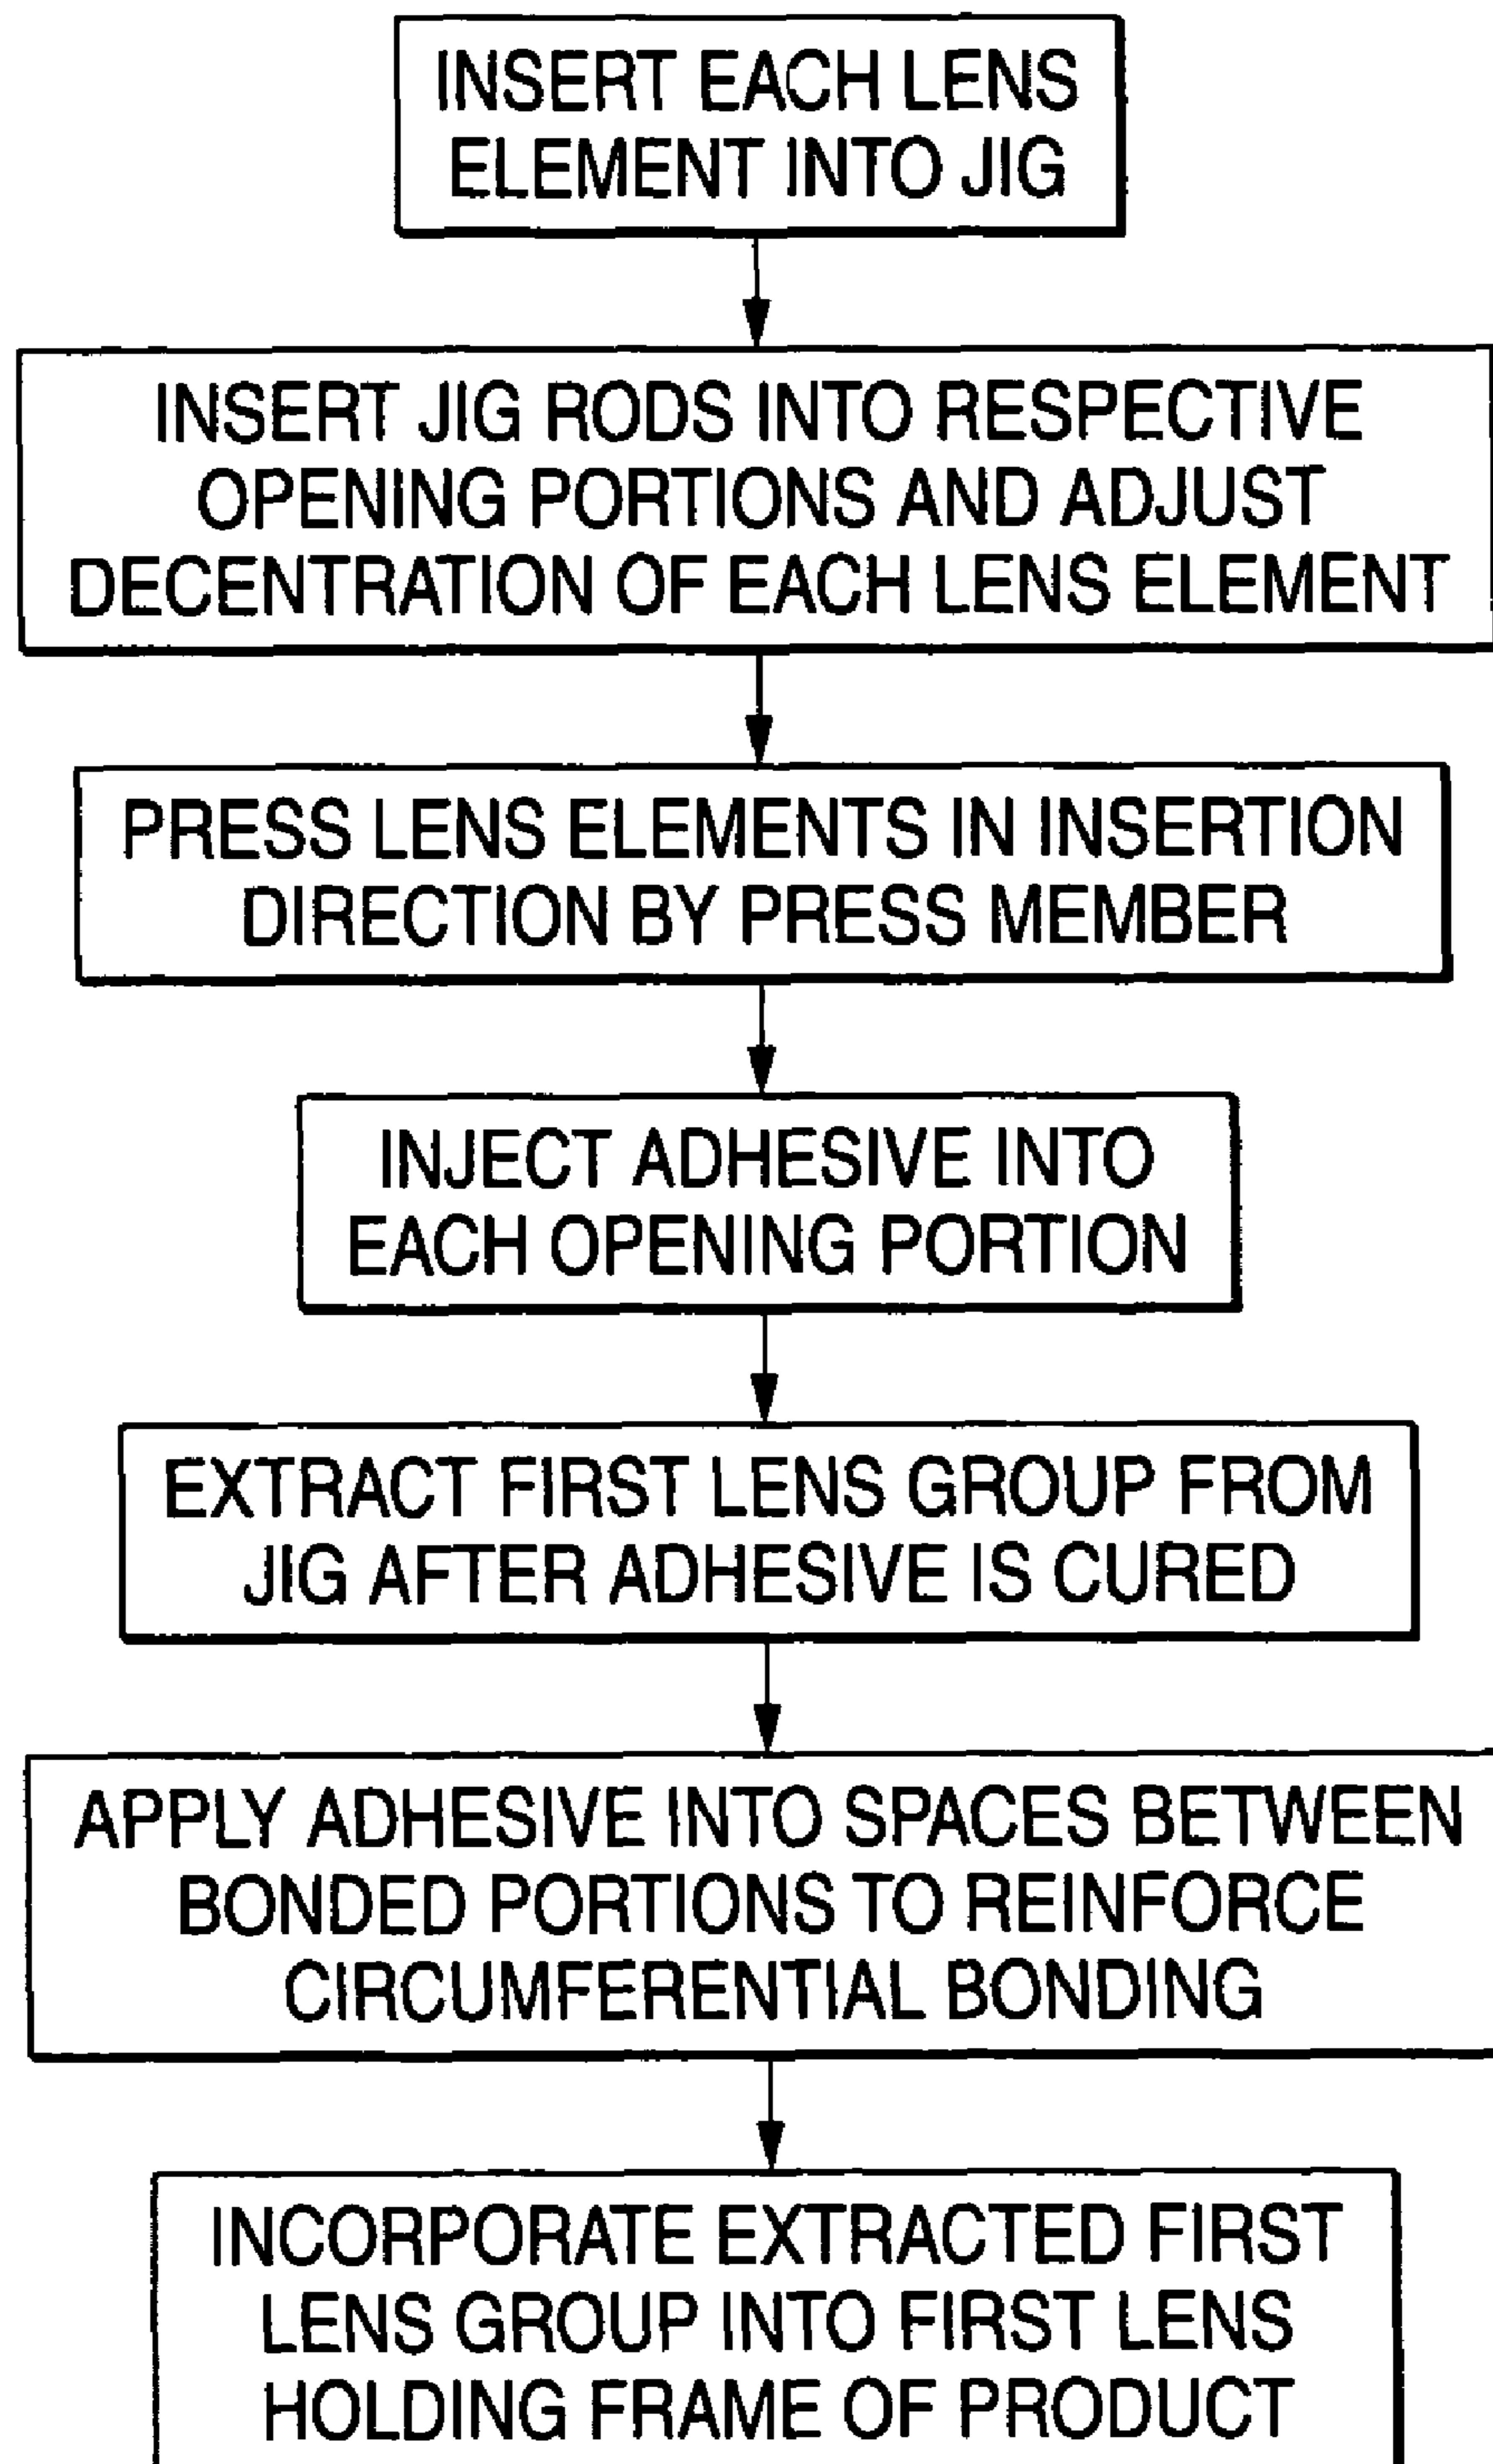 INSERT EACH LENS
ELEMENT INTO JIG
INSERT JIG RODS INTO RESPECTIVE
OPENING PORTIONS AND ADJUST
DECENTRATION OF EACH LENS ELEMENT
PRESS LENS ELEMENTS IN INSERTION
DIRECTION BY PRESS MEMBER
INJECT ADHESIVE INTO
EACH OPENING PORTION
EXTRACT FIRST LENS GROUP FROM
JIG AFTER ADHESIVE IS CURED
APPLY ADHESIVE INTO SPACES BETWEEN
BONDED PORTIONS TO REINFORCE
CIRCUMFERENTIAL BONDING
INCORPORATE EXTRACTED FIRST
LENS GROUP INTO FIRST LENS
HOLDING FRAME OF PRODUCT